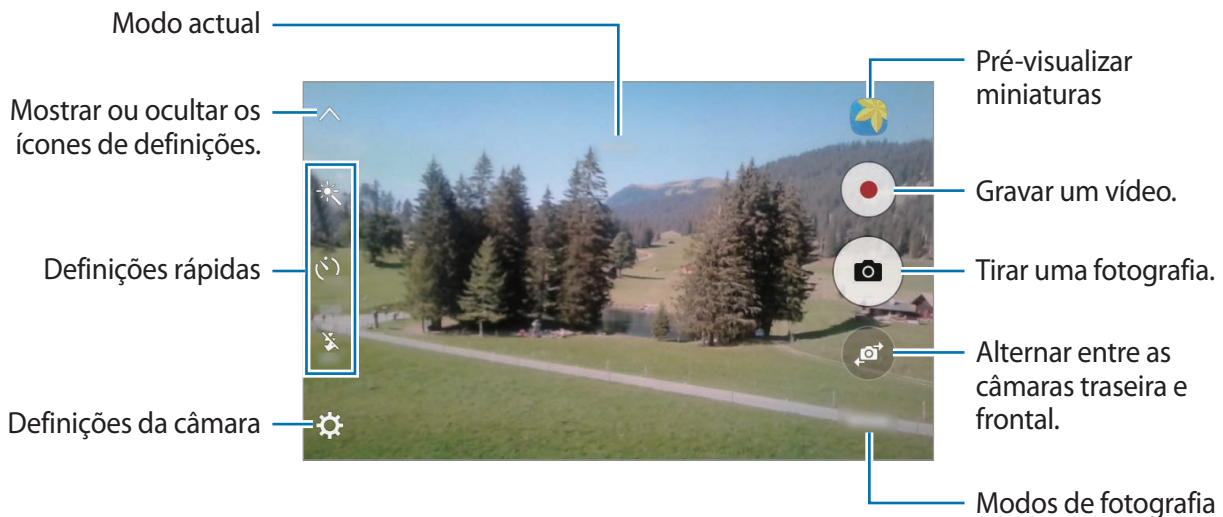 Modo actual
Mostrar ou ocultar os
ícones de definições.
Definições rápidas
Definições da câmara
Pré-visualizar
miniaturas
Gravar um vídeo.
Tirar uma fotografia.
Alternar entre as
câmaras traseira e
frontal.
Modos de fotografia